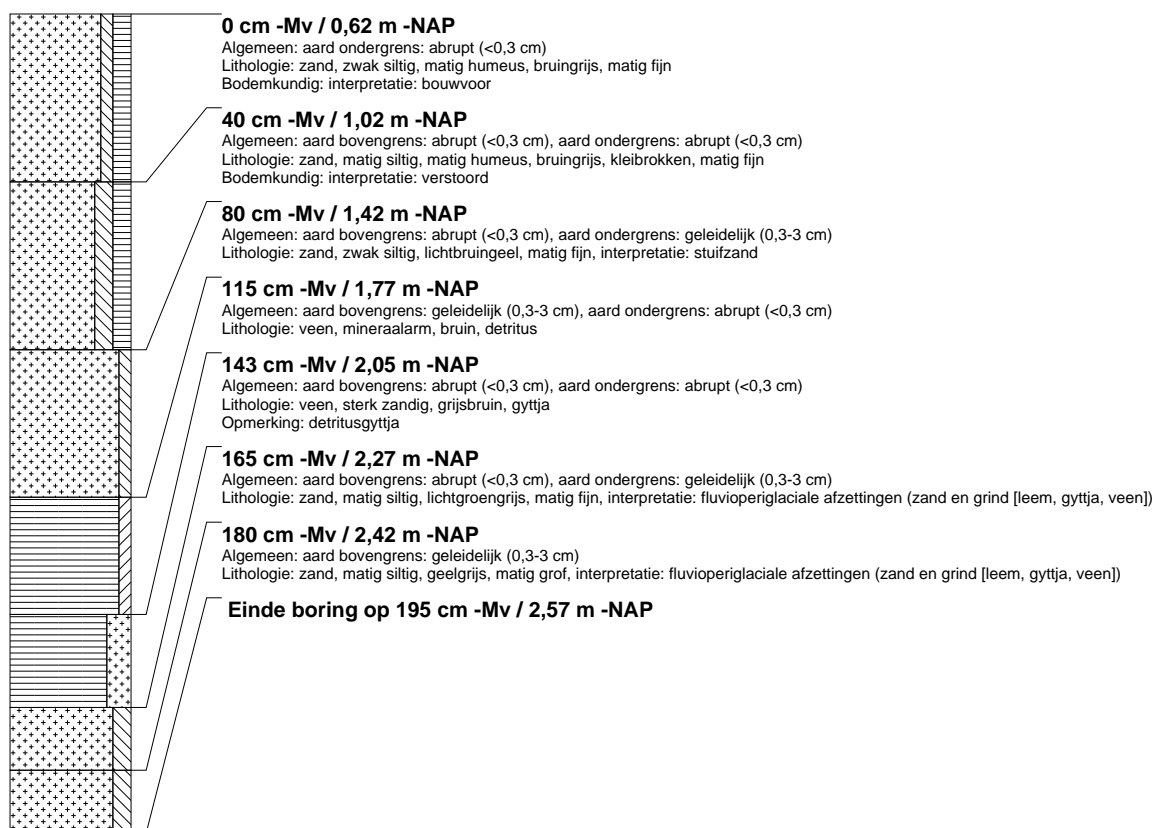 0 cm -Mv / 0,62 m -NAP
Algemeen: aard ondergrens: abrupt (<0,3 cm)
Lithologie: zand, zwak siltig, matig humeus, bruingrijs, matig fijn
Bodemkundig: interpretatie: bouwvoor
40 cm -Mv / 1,02 m -NAP
Algemeen: aard bovengrens: abrupt (<0,3 cm), aard ondergrens: abrupt (<0,3 cm)
Lithologie: zand, matig siltig, matig humeus, bruingrijs, kleibrokken, matig fijn
Bodemkundig: interpretatie: verstoord
80 cm -Mv / 1,42 m -NAP
Algemeen: aard bovengrens: abrupt (<0,3 cm), aard ondergrens: geleidelijk (0,3-3 cm)
Lithologie: zand, zwak siltig, lichtbruingeel, matig fijn, interpretatie: stuifzand
115 cm -Mv / 1,77 m -NAP
Algemeen: aard bovengrens: geleidelijk (0,3-3 cm), aard ondergrens: abrupt (<0,3 cm)
Lithologie: veen, mineraalarm, bruin, detritus
143 cm -Mv / 2,05 m -NAP
Algemeen: aard bovengrens: abrupt (<0,3 cm), aard ondergrens: abrupt (<0,3 cm)
Lithologie: veen, sterk zandig, grijsbruin, gyttja
Opmerking: detritusgyttja
165 cm -Mv / 2,27 m -NAP
Algemeen: aard bovengrens: abrupt (<0,3 cm), aard ondergrens: geleidelijk (0,3-3 cm)
Lithologie: zand, matig siltig, lichtgroengrijs, matig fijn, interpretatie: fluvioperiglaciale afzettingen (zand en grind [leem, gyttja, veen])
180 cm -Mv / 2,42 m -NAP
Algemeen: aard bovengrens: geleidelijk (0,3-3 cm)
Lithologie: zand, matig siltig, geelgrijs, matig grof, interpretatie: fluvioperiglaciale afzettingen (zand en grind [leem, gyttja, veen])
Einde boring op 195 cm -Mv / 2,57 m -NAP